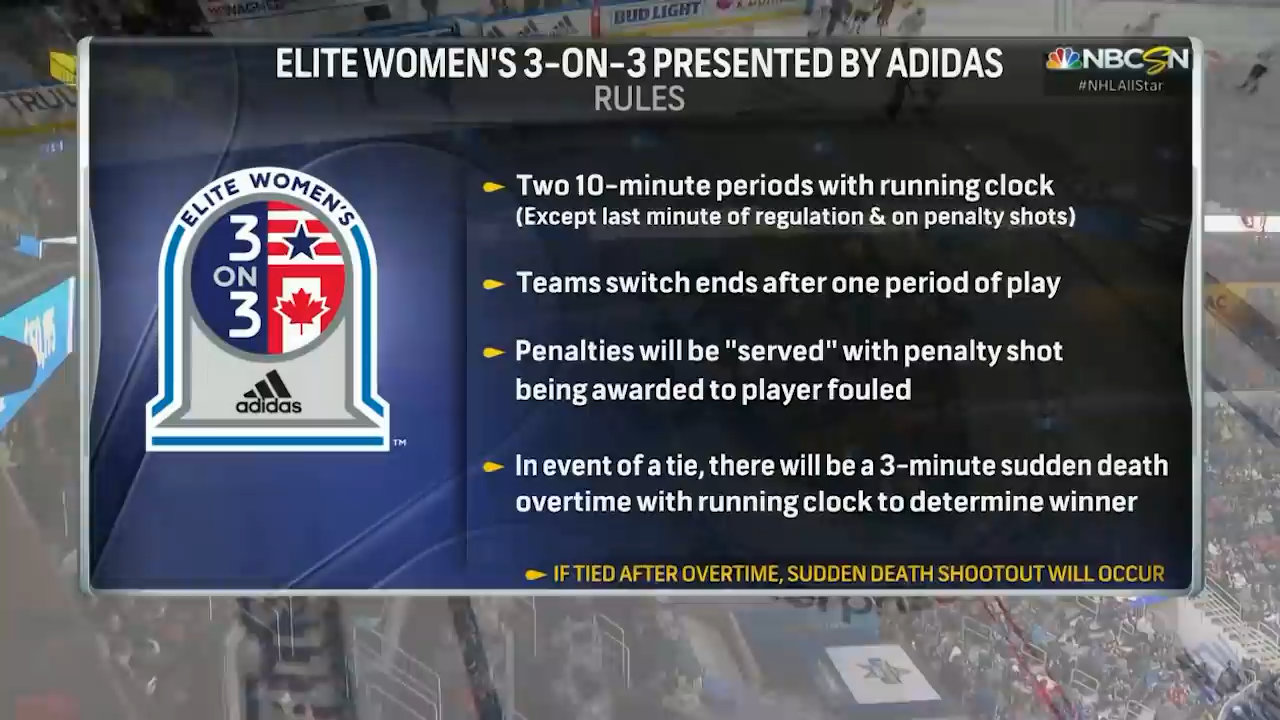 BUD LIGHT
TRU
ELITE WOMEN'S 3-ON-3 PRESENTED BY ADIDAS
RULES
NBCSN
#NHLAllStar
ELITE WOMEN'S
3
ON
3
adidas
TM
Two 10-minute periods with running clock
(Except last minute of regulation & on penalty shots)
Teams switch ends after one period of play
Penalties will be "served" with penalty shot
being awarded to player fouled
In event of a tie, there will be a 3-minute sudden death
overtime with running clock to determine winner
IF TIED AFTER OVERTIME, SUDDEN DEATH SHOOTOUT WILL OCCUR